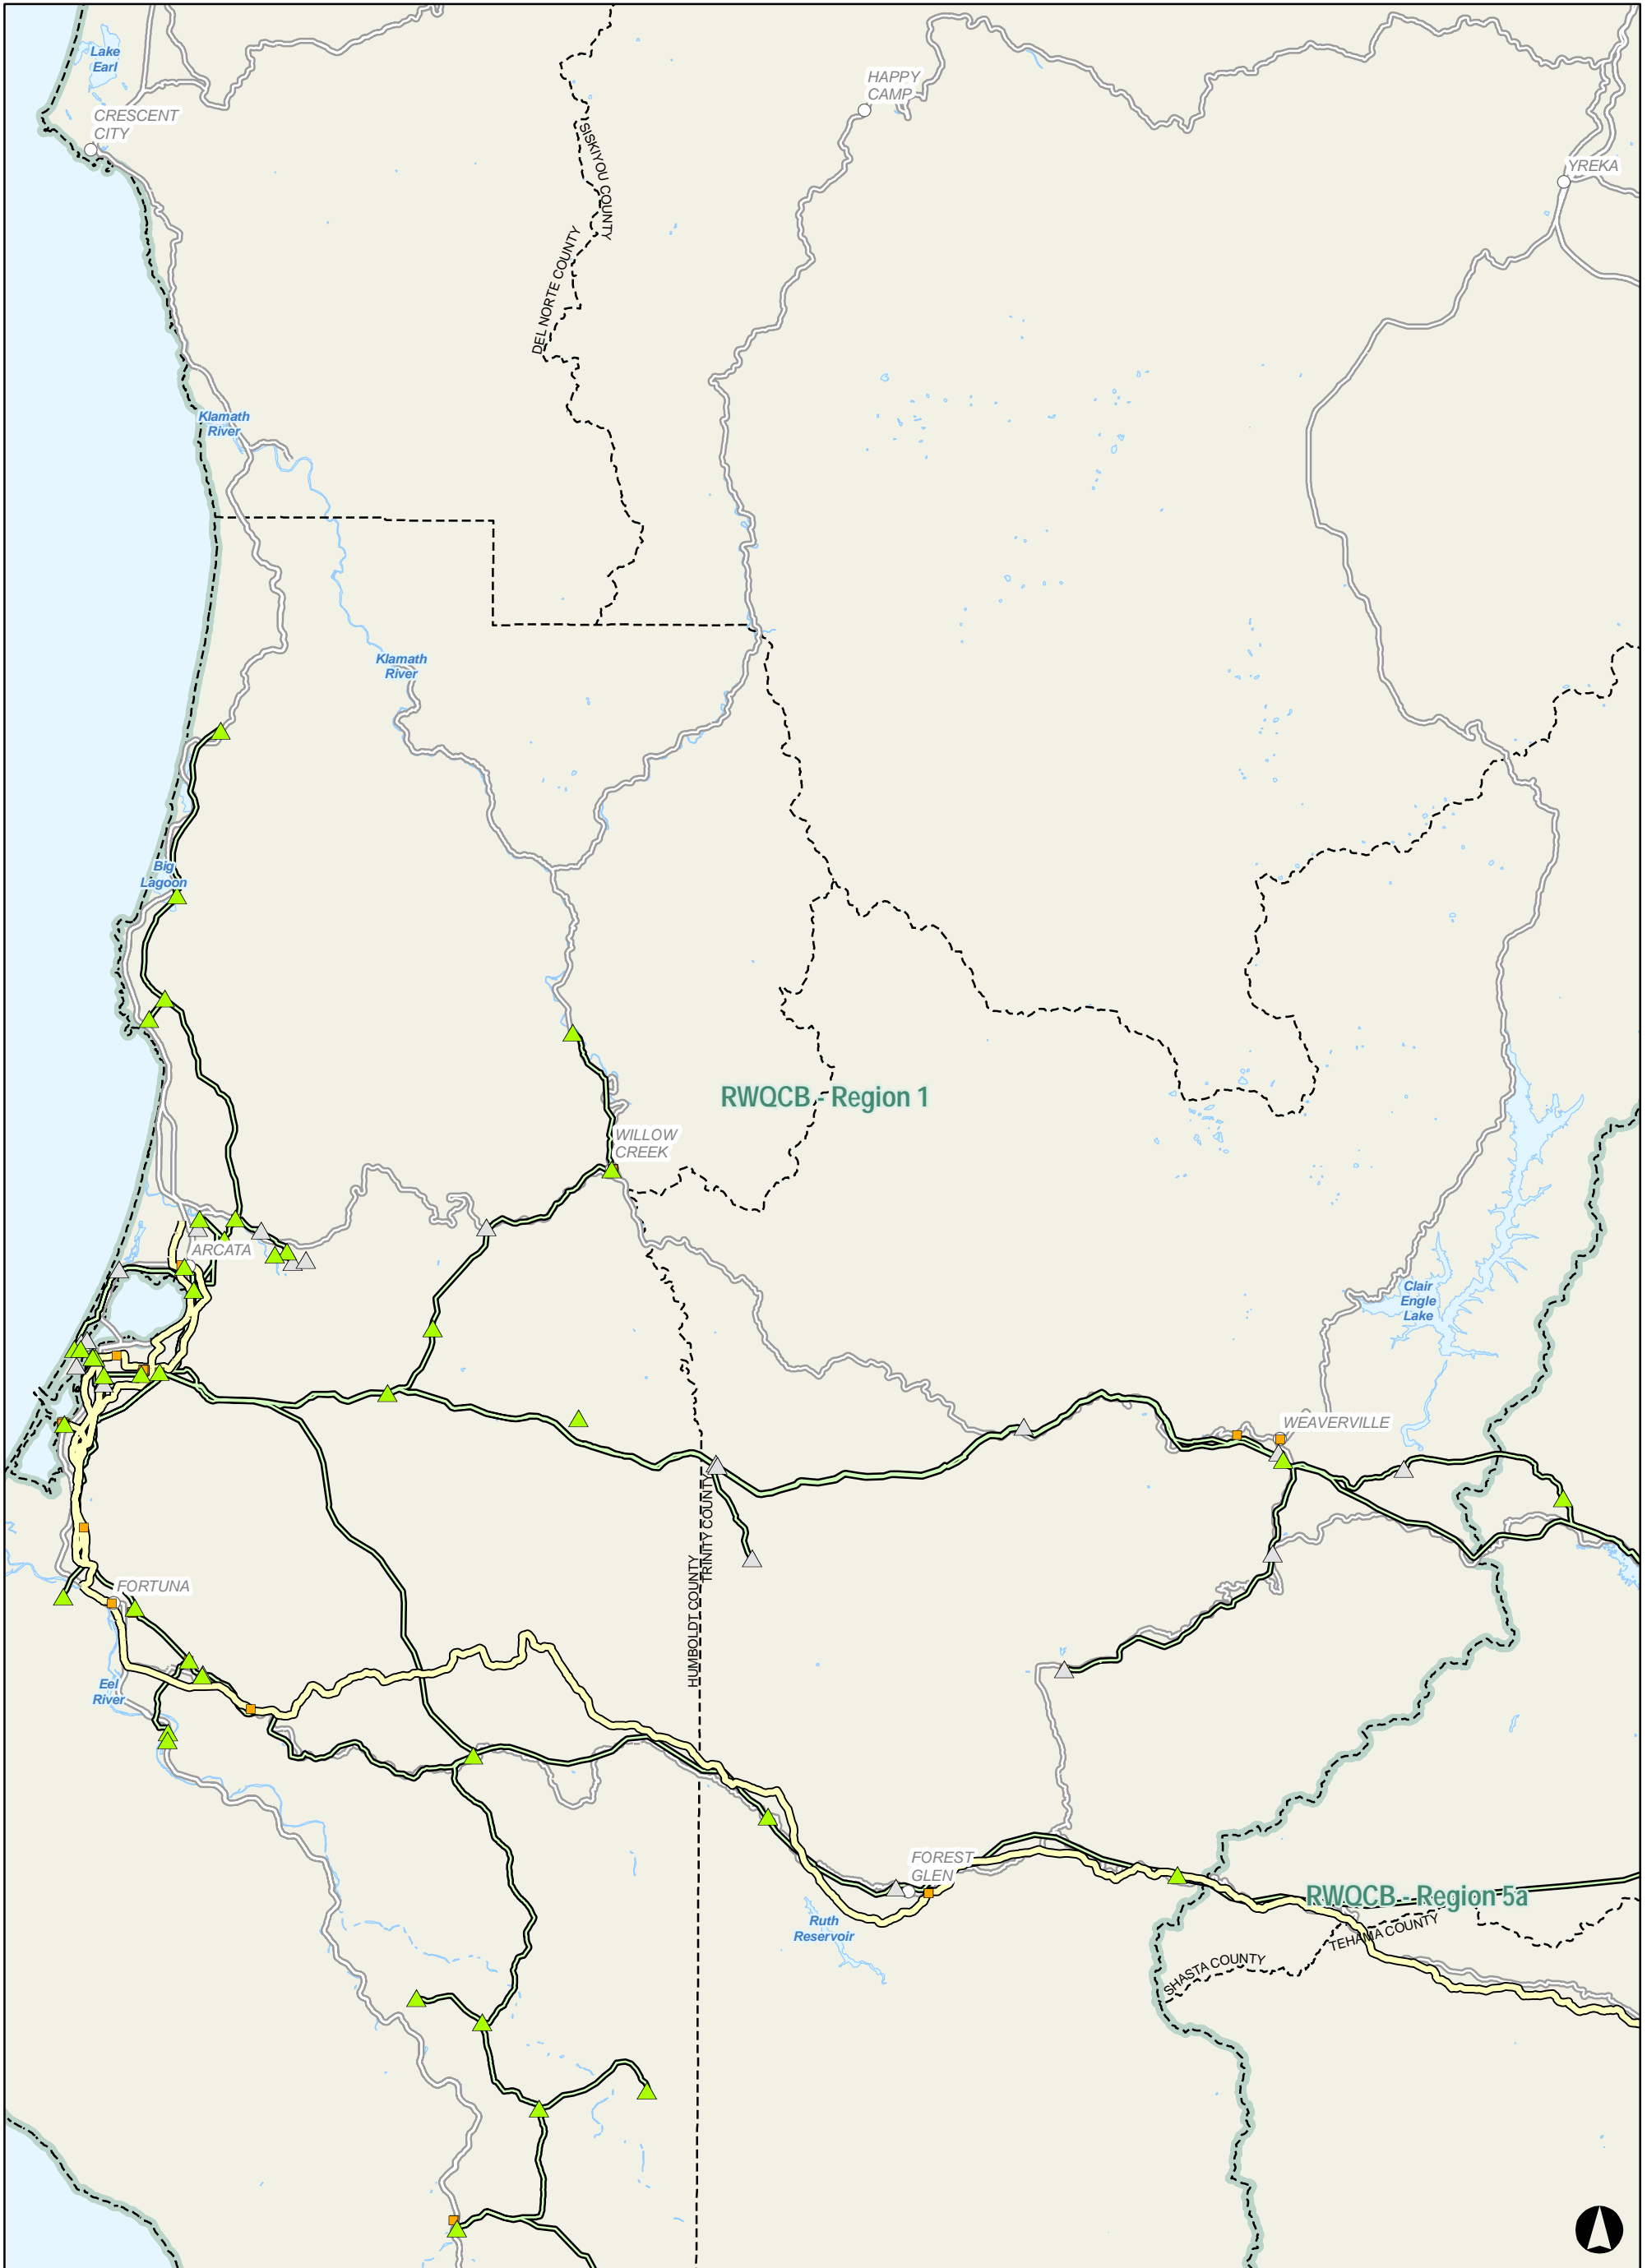 Lake
Earl
CRESCENT
CITY
HAPPY
CAMP
YREKA
SISKIYOU COUNTY
DEL NORTE COUNTY
Klamath
River
Klamath
River
Big
Lagoon
RWQCB - Region 1
WILLOW
CREEK
ARCATA
Clair
Engle
Lake
WEAVERVILLE
HUMBOLDT COUNTY
TRINITY COUNTY
FORTUNA
Eel
River
FOREST
GLEN
Ruth
Reservoir
RWQCB - Region 5a
TEHAMA COUNTY
SHASTA COUNTY